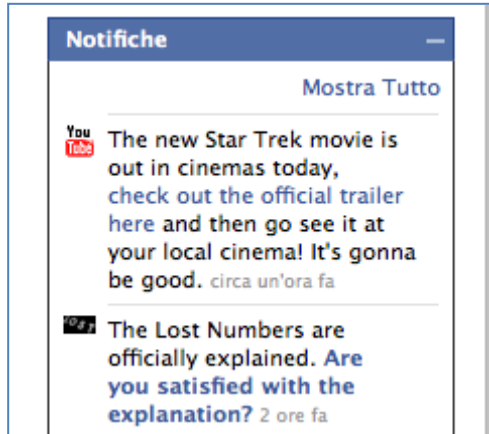 Notifiche
Mostra Tutto
You
Tube
The new Star Trek movie is
out in cinemas today,
check out the official trailer
here and then go see it at
your local cinema! It's gonna
be good. circa un'ora fa
The Lost Numbers are
officially explained. Are
you satisfied with the
explanation? 2 ore fa